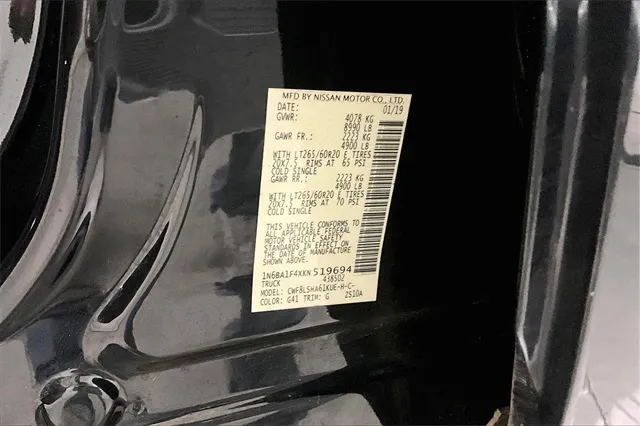 MFD BY NISSAN MOTOR CO., LTD.
DATE: 01/19
GVWR: 4078 KG
8990 LB
GAWR FR.: 2223 KG
4900 LB
WITH LT265/60R20 E TIRES
20X7.5 RIMS AT 65 PSI
COLD SINGLE
GAWR RR.: 2223 KG
4900 LB
WITH LT265/60R20 E TIRES
20X7.5 RIMS AT 70 PSI
COLD SINGLE
THIS VEHICLE CONFORMS TO
ALL APPLICABLE FEDERAL
MOTOR VEHICLE SAFETY
STANDARDS IN EFFECT ON
THE DATE OF MANUFACTURE
SHOWN ABOVE.
1N6BA1F4XKN519694
TRUCK 438502
MODEL: CWF8LSHA61KUE-H-C-
COLOR: G41 TRIM: G 2S10A